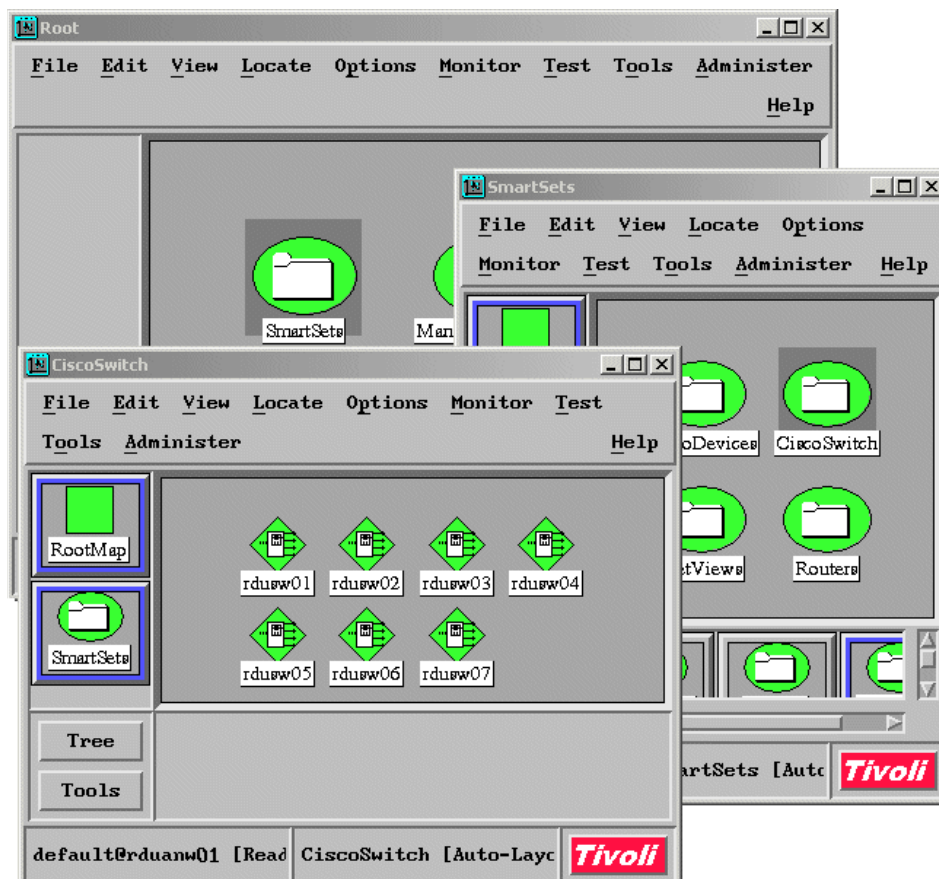 Root
File Edit View Locate Options Monitor Test Tools Administer
Help
SmartSets
SmartSets
File Edit View Locate Options
Monitor Test Tools Administer Help
CiscoSwitch
Routers
CiscoSwitch
File Edit View Locate Options Monitor Test
Tools Administer Help
RootMap
SmartSets
rdusw01 rdusw02 rdusw03 rdusw04
rdusw05 rdusw06 rdusw07
Tree
Tools
default@rduanw01 [Read CiscoSwitch [Auto-Layo Tivoli
artSets [Auto Tivoli